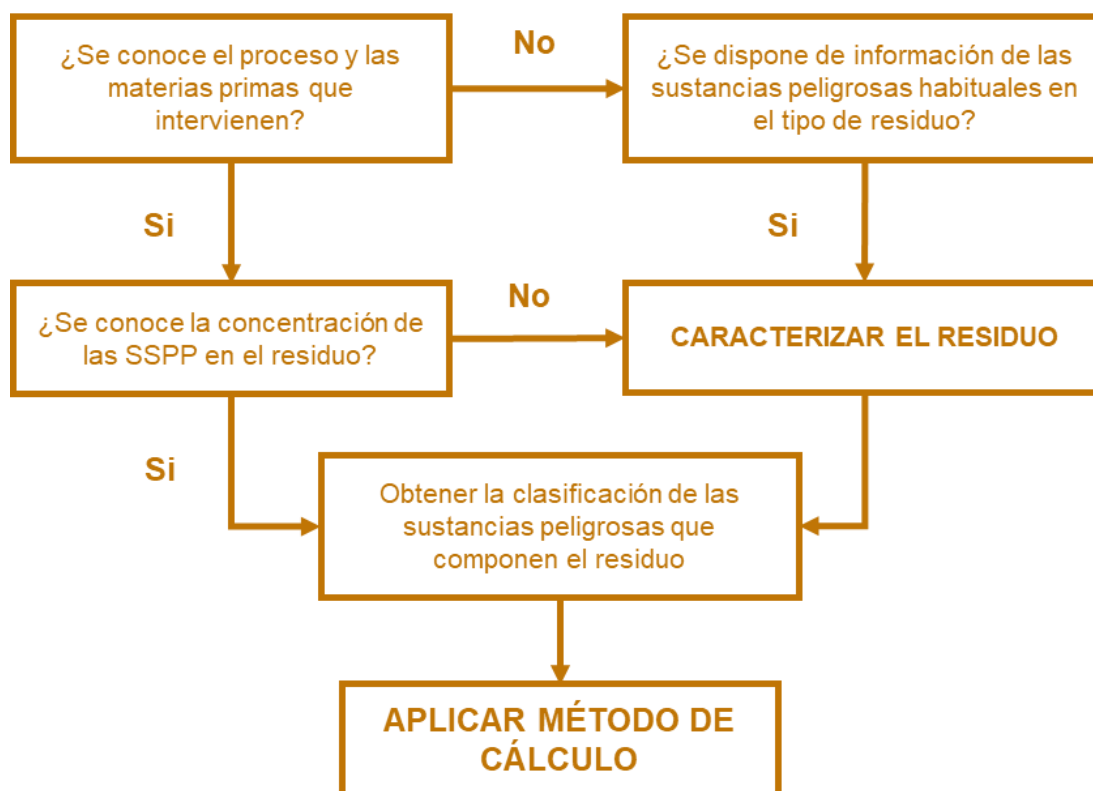 ¿Se conoce el proceso y las
materias primas que
intervienen?
No
¿Se dispone de información de las
sustancias peligrosas habituales en
el tipo de residuo?
Si
Si
¿Se conoce la concentración de
las SSPP en el residuo?
No
CARACTERIZAR EL RESIDUO
Si
Obtener la clasificación de las
sustancias peligrosas que
componen el residuo
APLICAR MÉTODO DE
CÁLCULO